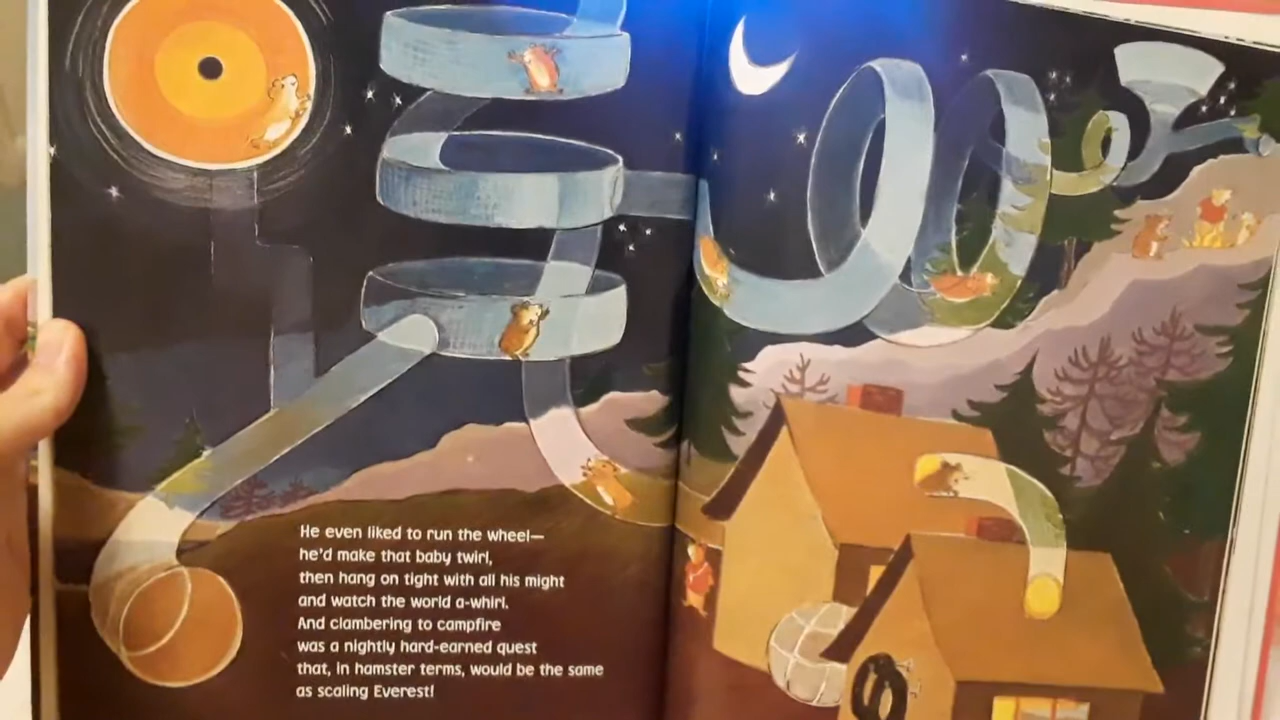 He even liked to run the wheel—
he'd make that baby twirl,
then hang on tight with all his might
and watch the world a-whirl.
And clambering to campfire
was a nightly hard-earned quest
that, in hamster terms, would be the same
as scaling Everest!